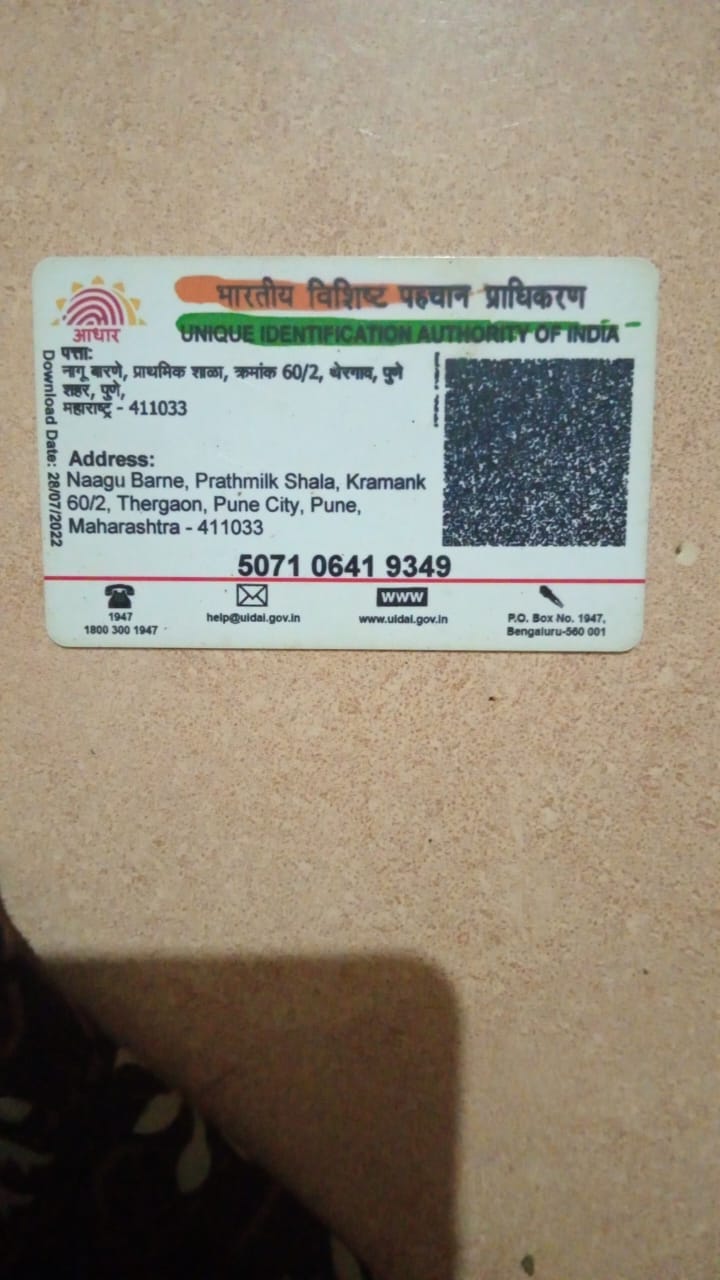 भारतीय विशिष्ट पहचान प्राधिकरण
UNIQUE IDENTIFICATION AUTHORITY OF INDIA
आधार
पत्ता:
नागू बारणे, प्राथमिक शाळा, क्रमांक 60/2, थेरगाव, पुणे
शहर, पुणे,
महाराष्ट्र - 411033
Download Date: 28/07/2022
Address:
Naagu Barne, Prathmilk Shala, Kramank
60/2, Thergaon, Pune City, Pune,
Maharashtra - 411033
5071 0641 9349
1947
1800 300 1947
help@uidai.gov.in
WWW
www.uidai.gov.in
P.O. Box No. 1947,
Bengaluru-560 001